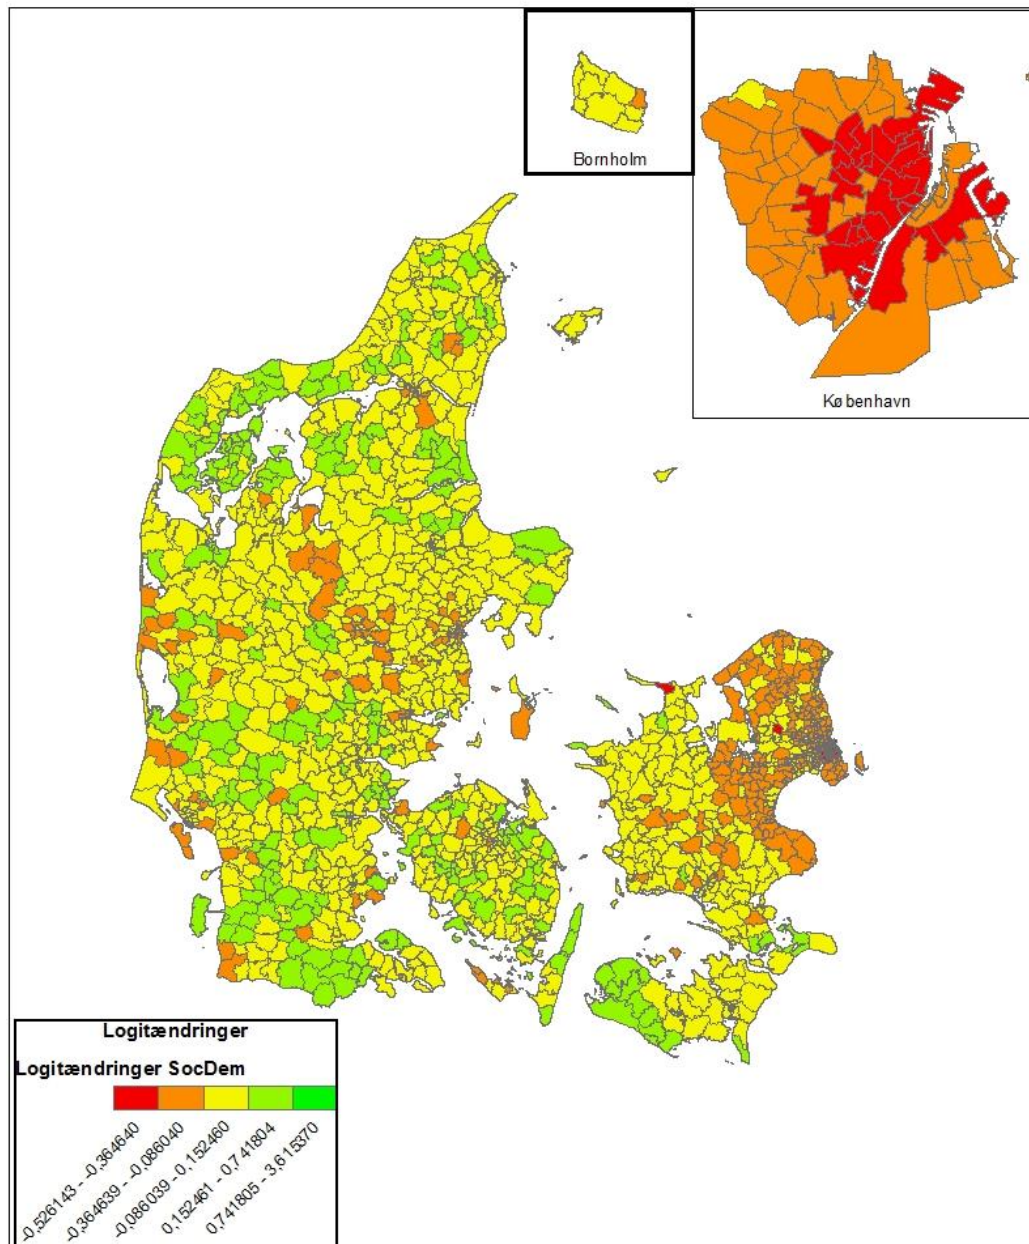 Bornholm
København
Logitændringer
Logitændringer SocDem
-0,526143 - -0,364640
-0,364639 - -0,086040
-0,086039 - 0,152460
0,152461 - 0,741804
0,741805 - 3,615370